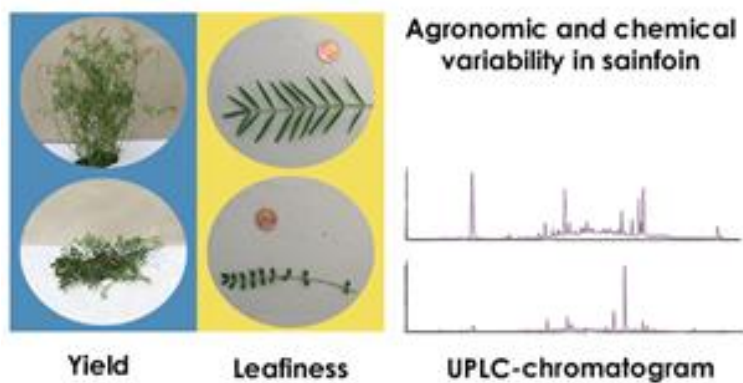 Agronomic and chemical
variability in sainfoin
Yield
Leafiness
UPLC-chromatogram